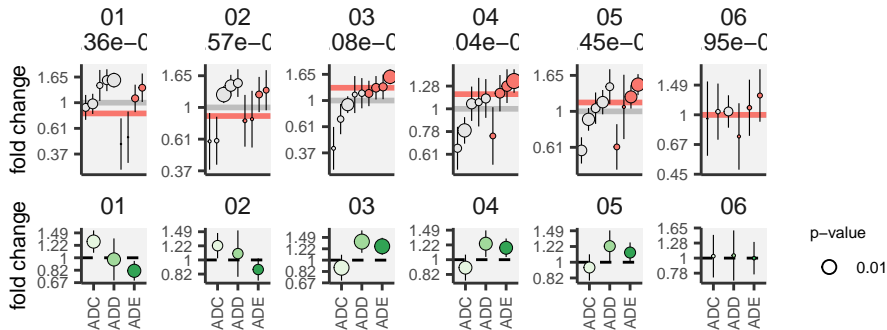 01 02 03 04 05 06
.36e−0 .57e−0 .08e−0 .04e−0 .45e−0 .95e−0
fold change
1.65 1 0.61 0.37
1.65 1 0.61 0.37
1.65 1 0.61 0.37
1.28 1 0.78 0.61
1.65 1 0.61
1.49 1 0.67 0.45
01 02 03 04 05 06
fold change
1.49 1.22 1 0.82 0.67
1.49 1.22 1 0.82
1.49 1.22 1 0.82
1.49 1.22 1 0.82
1.49 1.22 1 0.82
1.65 1.28 1 0.78
ADC ADD ADE
ADC ADD ADE
ADC ADD ADE
ADC ADD ADE
ADC ADD ADE
ADC ADD ADE
p−value
0.01